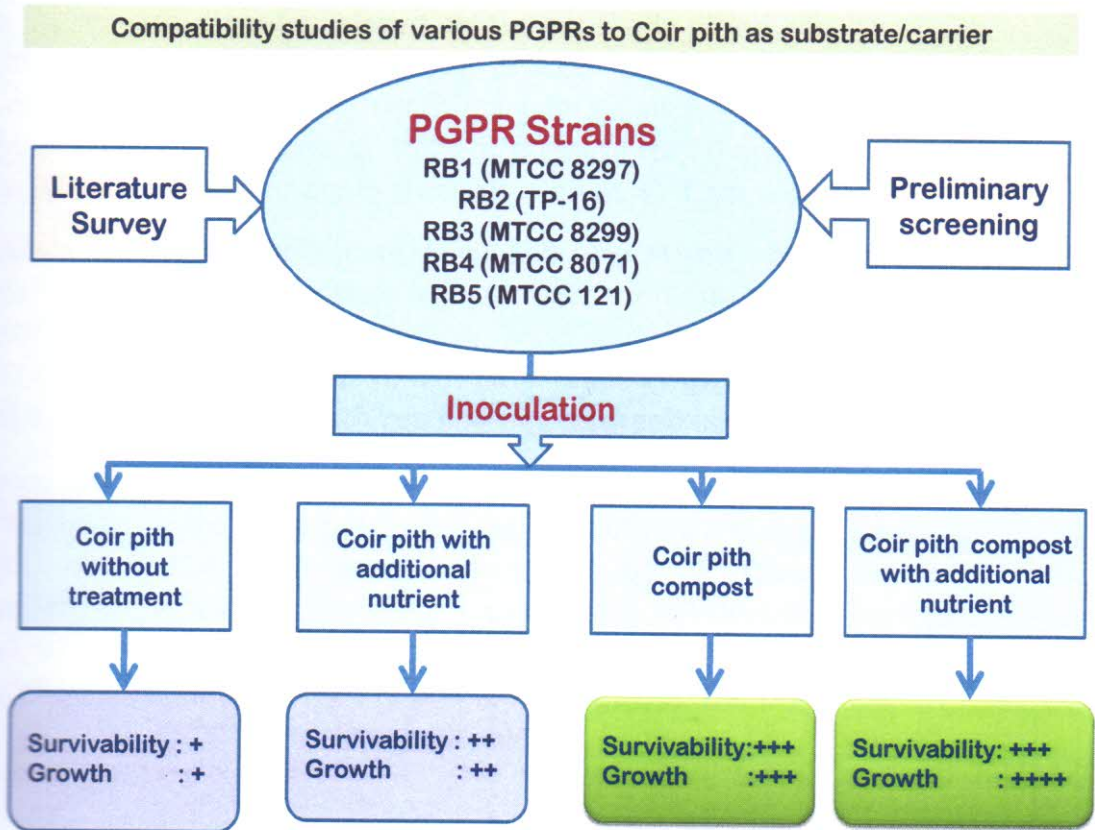 Compatibility studies of various PGPRs to Coir pith as substrate/carrier
PGPR Strains
RB1 (MTCC 8297)
RB2 (TP-16)
RB3 (MTCC 8299)
RB4 (MTCC 8071)
RB5 (MTCC 121)
Literature
Survey
Preliminary
screening
Inoculation
Coir pith
without
treatment
Coir pith with
additional
nutrient
Coir pith
compost
Coir pith compost
with additional
nutrient
Survivability : +
Growth : +
Survivability : ++
Growth : ++
Survivability:+++
Growth :+++
Survivability: +++
Growth : ++++